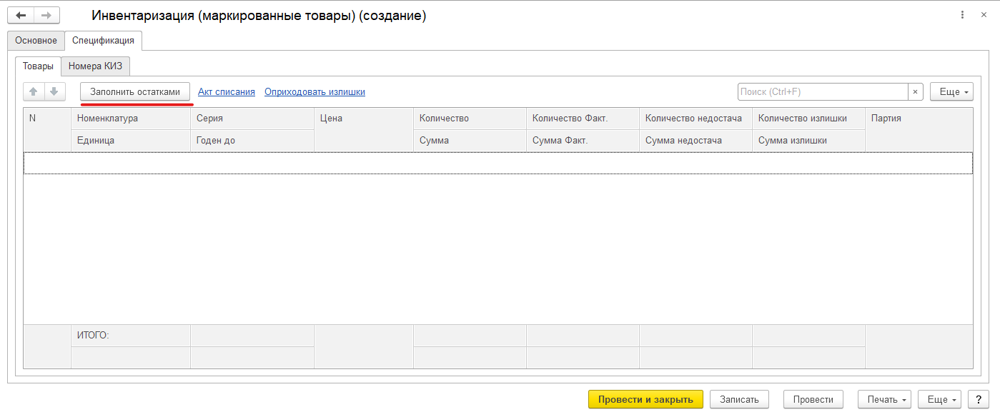 Инвентаризация (маркированные товары) (создание)
Основное Спецификация
Товары Номера КИЗ
Заполнить остатками Акт списания Оприходовать излишки Поиск (Ctrl+F) × Еще
N Номенклатура Серия Цена Количество Количество Факт. Количество недостача Количество излишки Партия
Единица Годен до Сумма Сумма Факт. Сумма недостача Сумма излишки
ИТОГО:
Провести и закрыть Записать Провести Печать Еще ?